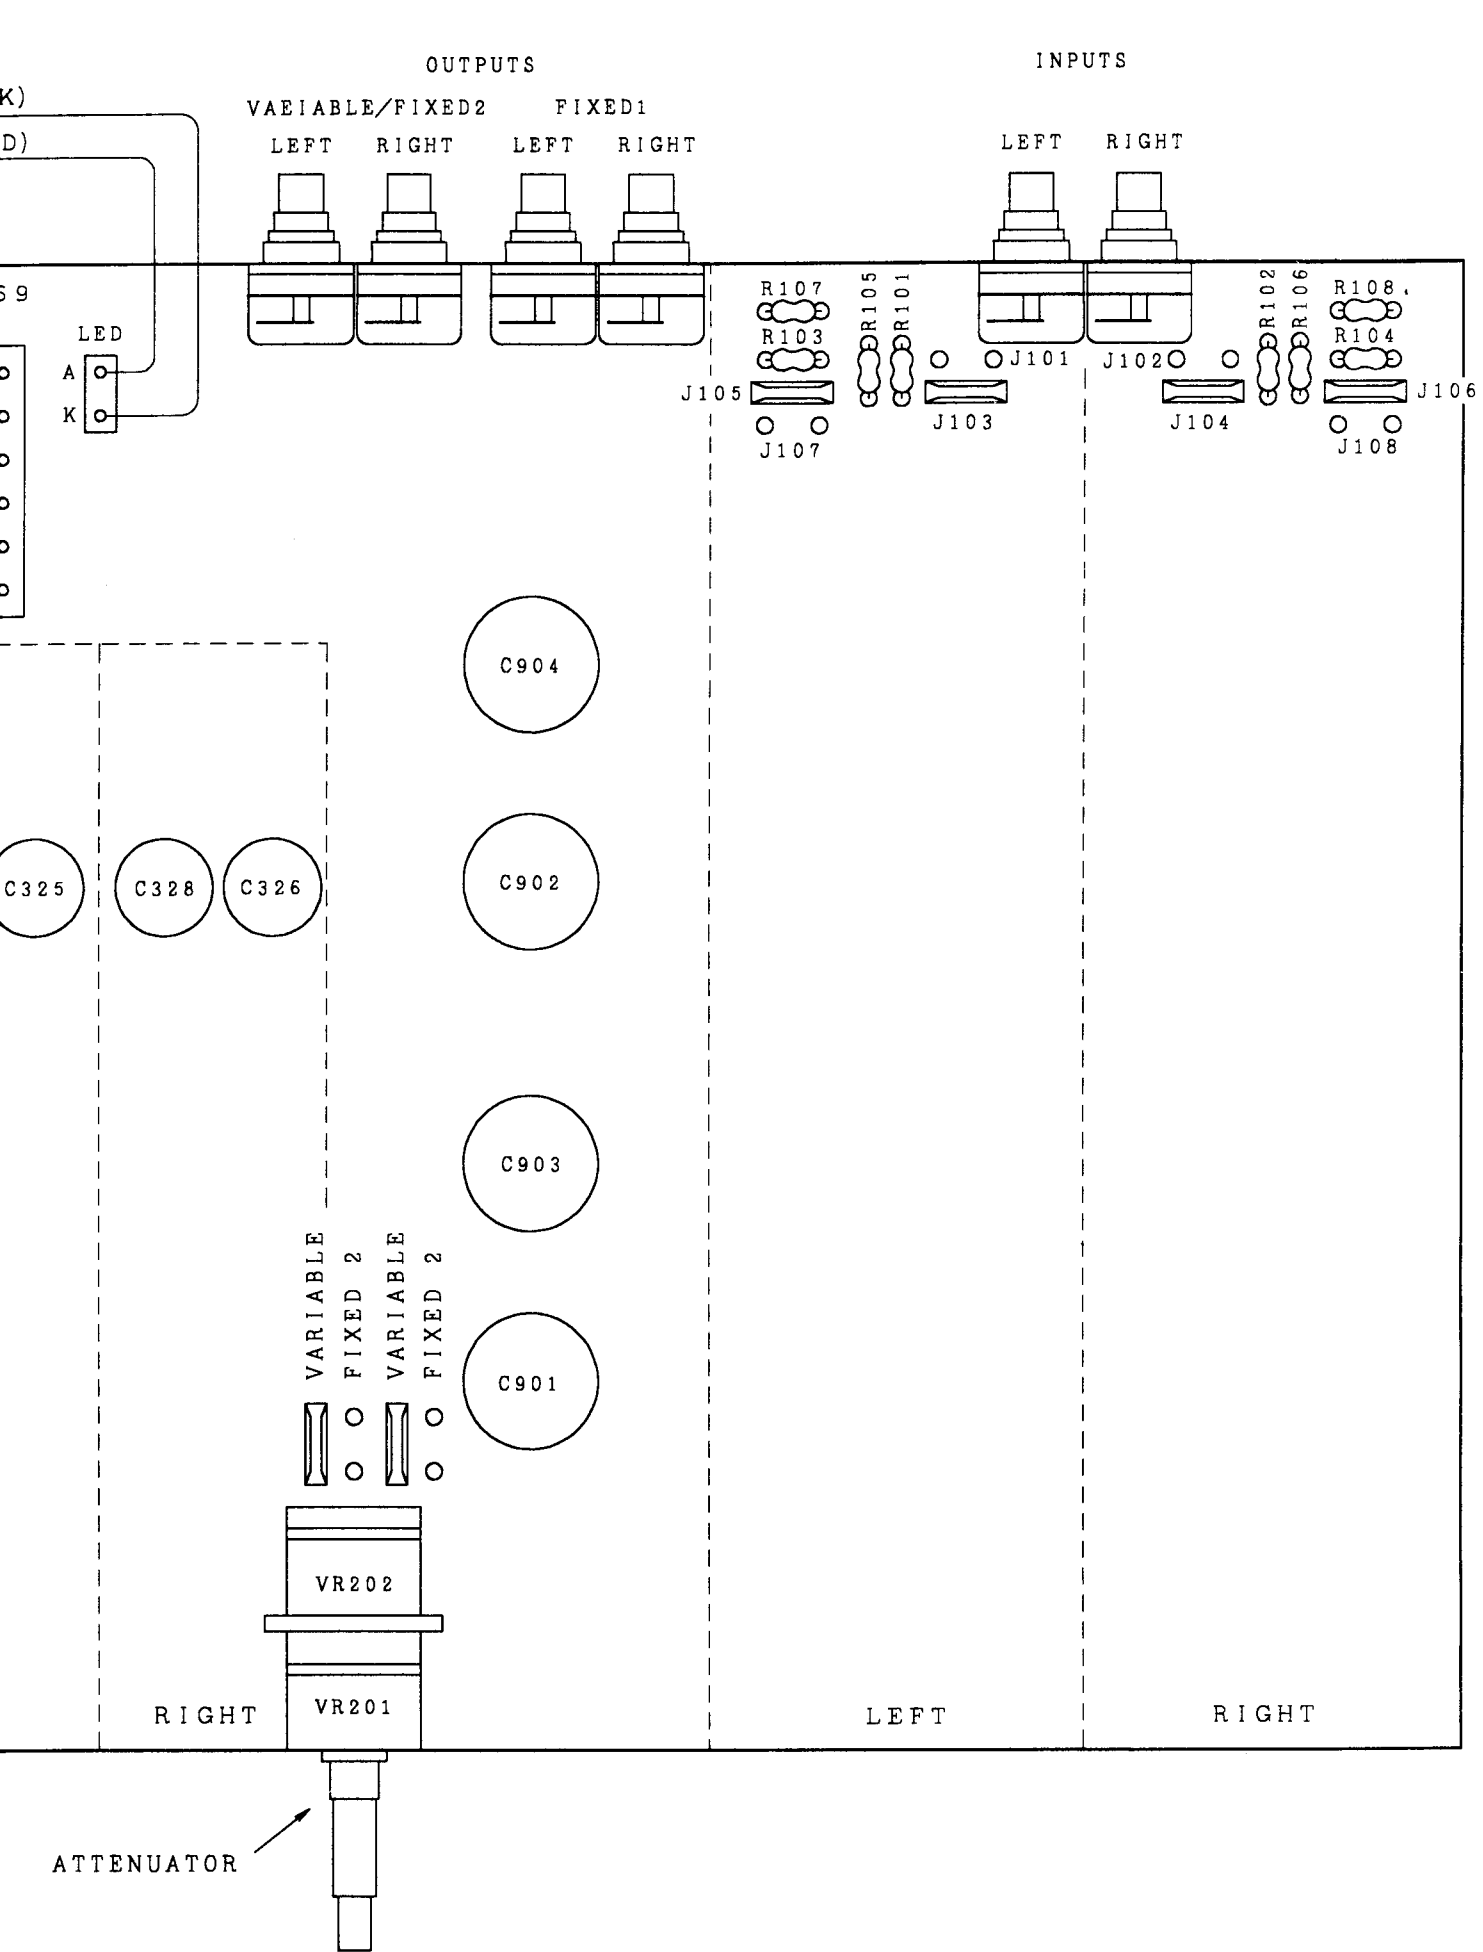 OUTPUTS
INPUTS
K)
VAEIABLE/FIXED2
FIXED1
D)
LEFT
RIGHT
LEFT
RIGHT
LEFT
RIGHT
S9
LED
A
K
R107
R103
R105
R101
J105
J107
J101
J103
J102
J104
R102
R106
R108
R104
J106
J108
C904
C902
C325
C328
C326
C903
VARIABLE
FIXED 2
VARIABLE
FIXED 2
C901
VR202
VR201
RIGHT
LEFT
RIGHT
ATTENUATOR